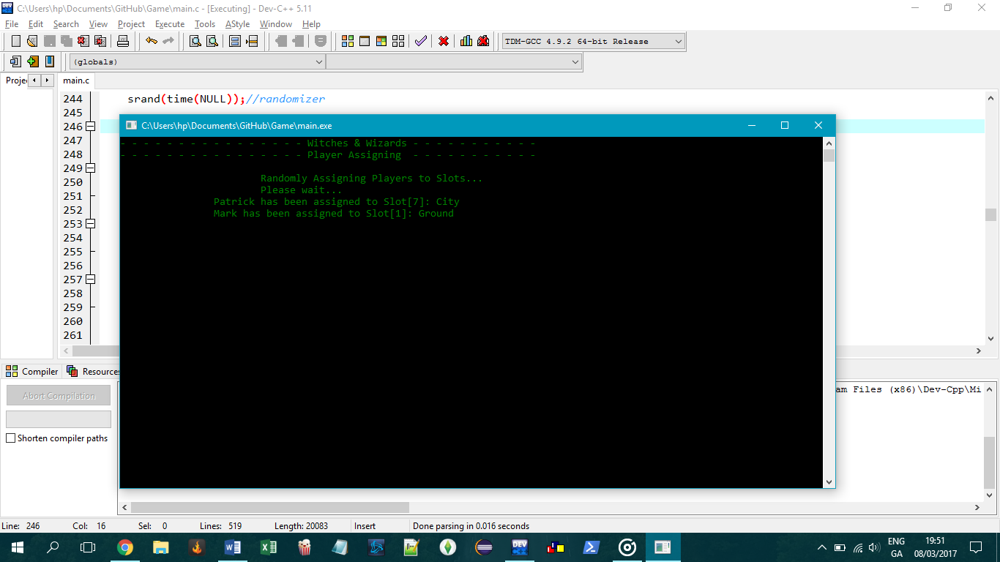 C:\Users\hp\Documents\GitHub\Game\main.c - [Executing] - Dev-C++ 5.11
File Edit Search View Project Execute Tools AStyle Window Help
TDM-GCC 4.9.2 64-bit Release
(globals)
Projec
main.c
244 srand(time(NULL));//randomizer
245
246
247
248
249
250
251
252
253
254
255
256
257
258
259
260
261
C:\Users\hp\Documents\GitHub\Game\main.exe
- - - - - - - - - - - - - - - - Witches & Wizards - - - - - - - - - - -
- - - - - - - - - - - - - - - - Player Assigning  - - - - - - - - - - -
Randomly Assigning Players to Slots...
Please wait...
Patrick has been assigned to Slot[7]: City
Mark has been assigned to Slot[1]: Ground
Compiler Resources
Abort Compilation
Shorten compiler paths
am Files (x86)\Dev-Cpp\Mi
Line: 246 Col: 16 Sel: 0 Lines: 519 Length: 20083 Insert Done parsing in 0.016 seconds
DEV
ENG
GA
19:51
08/03/2017